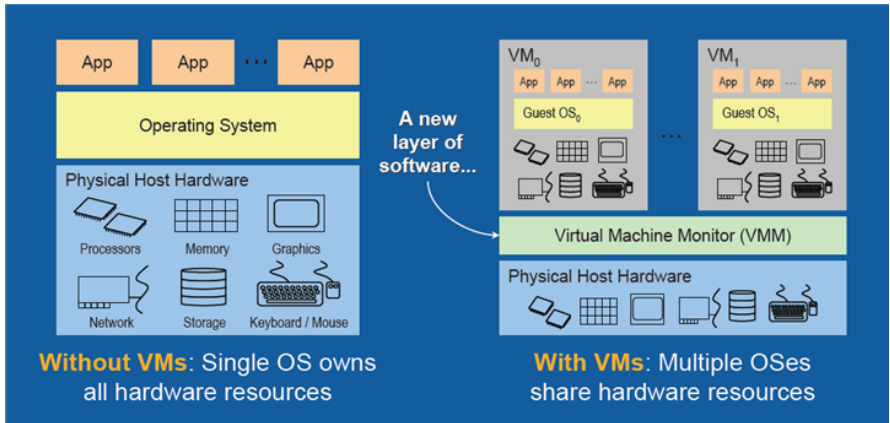 App App ... App
Operating System
Physical Host Hardware
Processors Memory Graphics
Network Storage Keyboard / Mouse
Without VMs: Single OS owns
all hardware resources
A new
layer of
software...
VM0
App App ... App
Guest OS0
...
VM1
App App ... App
Guest OS1
Virtual Machine Monitor (VMM)
Physical Host Hardware
With VMs: Multiple OSes
share hardware resources